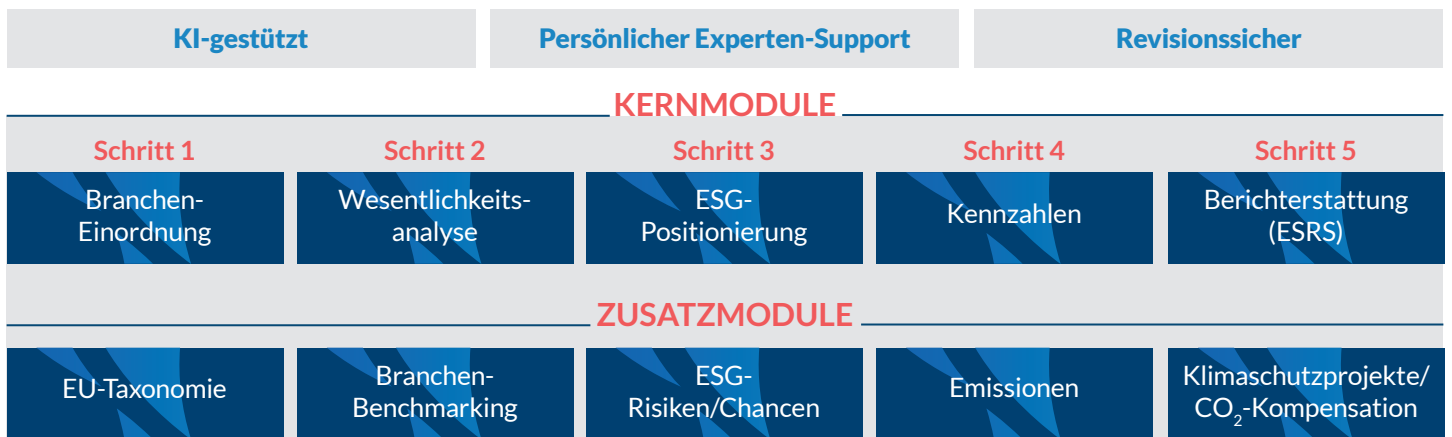 KI-gestützt
Persönlicher Experten-Support
Revisionssicher
KERNMODULE
Schritt 1
Schritt 2
Schritt 3
Schritt 4
Schritt 5
Branchen-
Einordnung
Wesentlichkeits-
analyse
ESG-
Positionierung
Kennzahlen
Berichterstattung
(ESRS)
ZUSATZMODULE
EU-Taxonomie
Branchen-
Benchmarking
ESG-
Risiken/Chancen
Emissionen
Klimaschutzprojekte/
CO₂-Kompensation